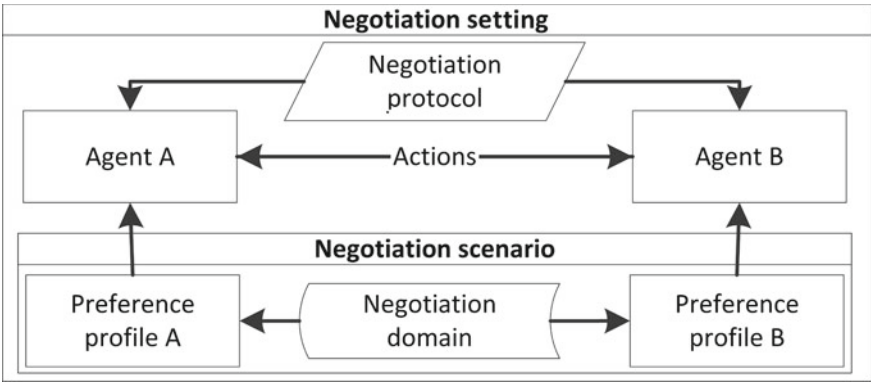 Negotiation setting
Negotiation
protocol
Agent A
Actions
Agent B
Negotiation scenario
Preference
profile A
Negotiation
domain
Preference
profile B